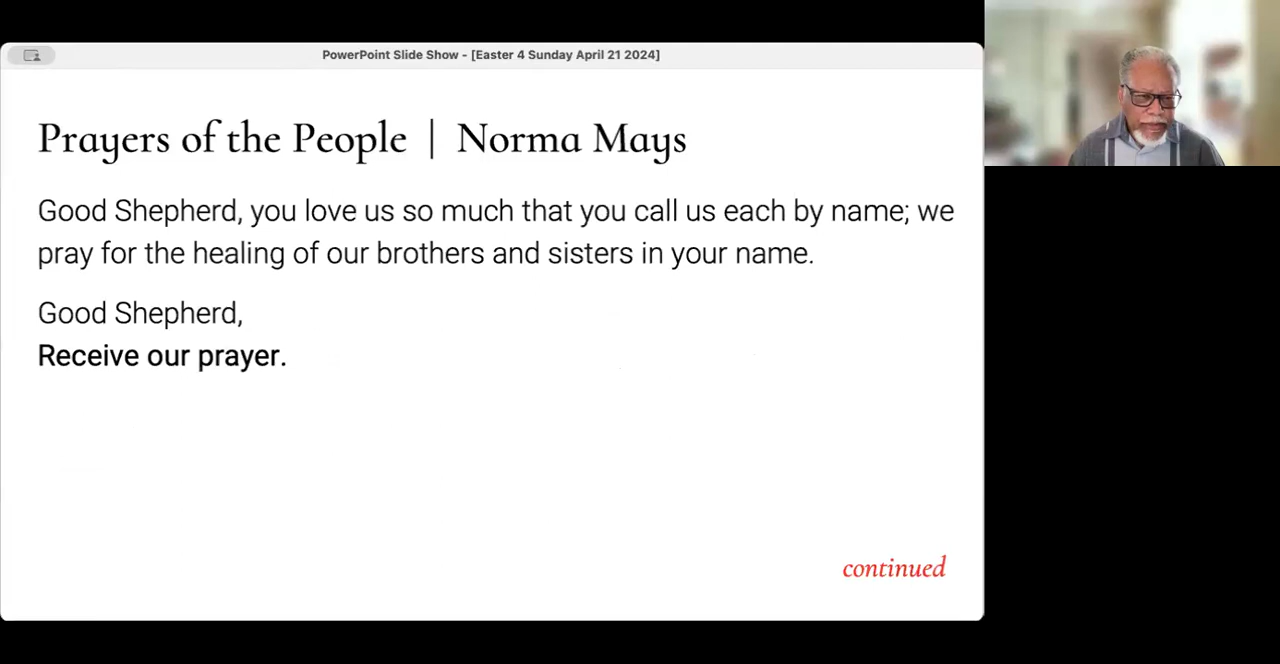 PowerPoint Slide Show - [Easter 4 Sunday April 21 2024]
Prayers of the People | Norma Mays
Good Shepherd, you love us so much that you call us each by name; we
pray for the healing of our brothers and sisters in your name.
Good Shepherd,
Receive our prayer.
continued